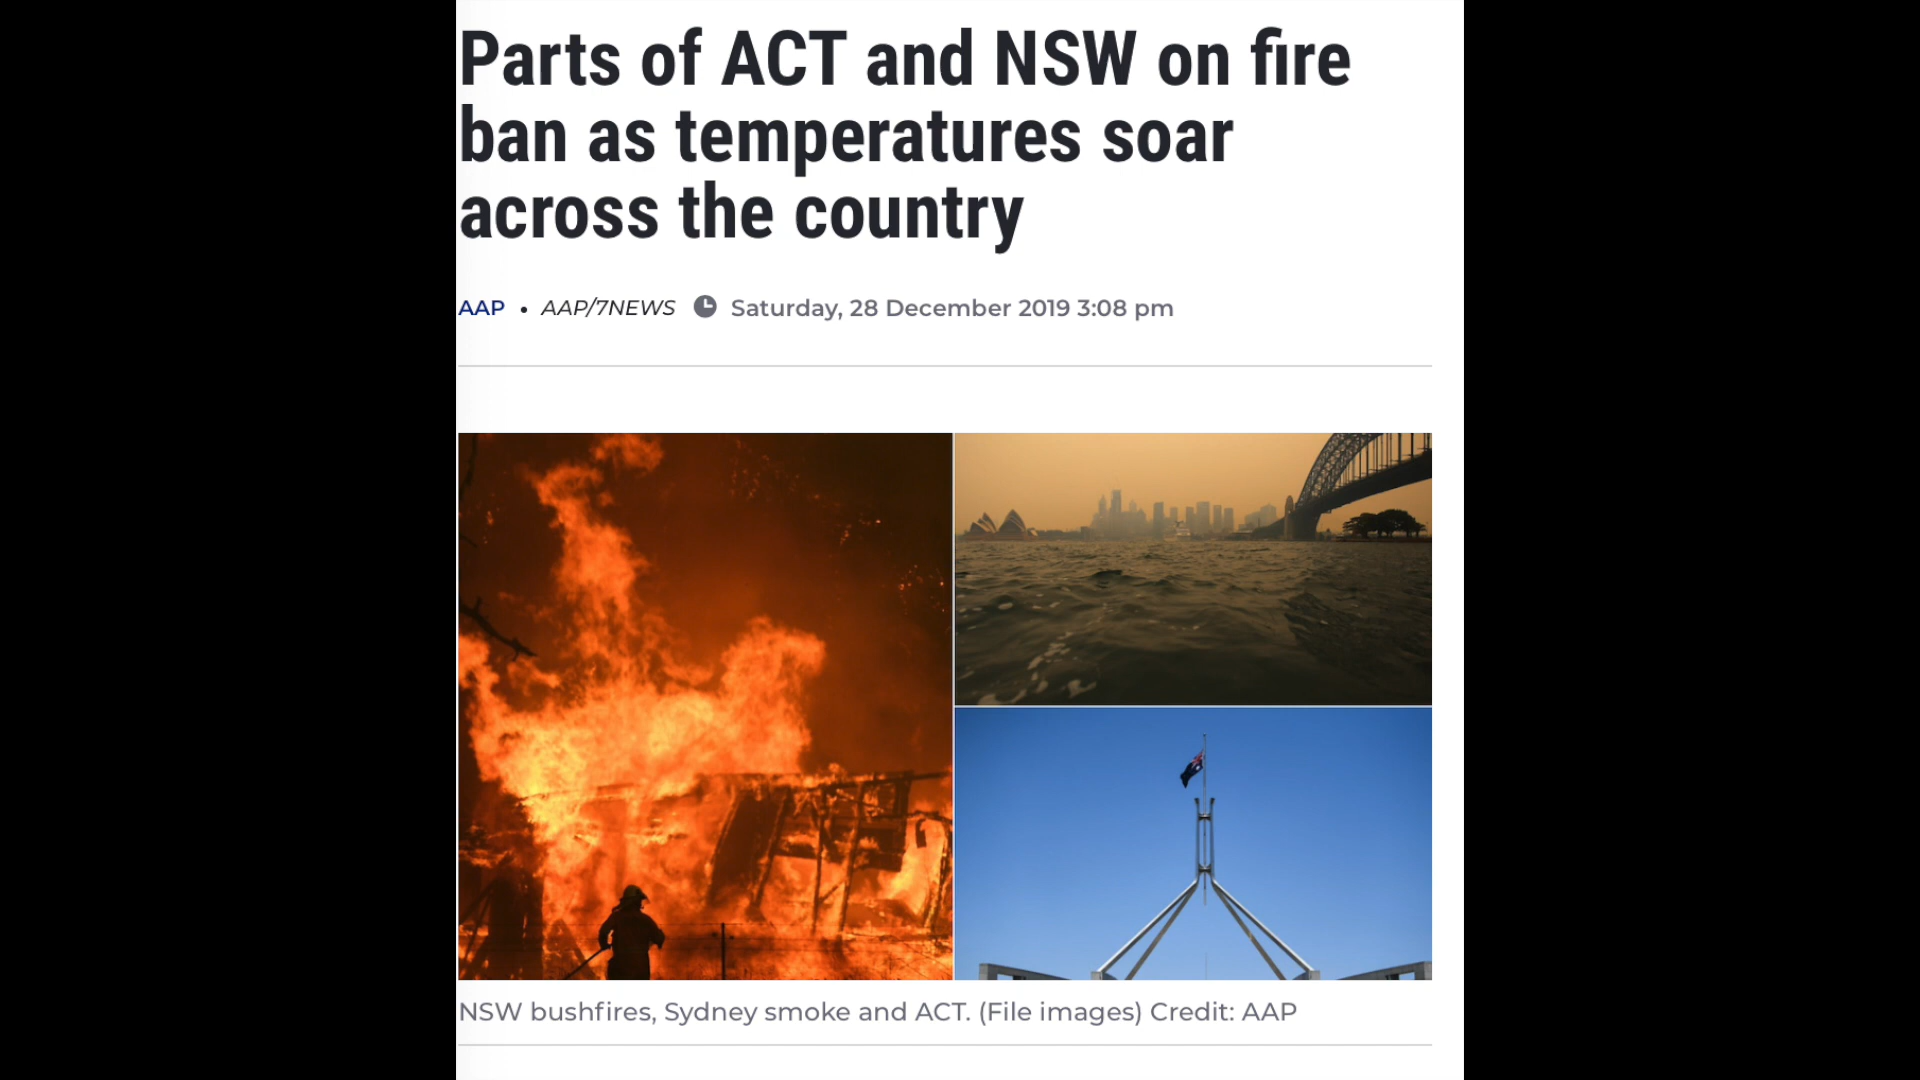 Parts of ACT and NSW on fire
ban as temperatures soar
across the country
AAP • AAP/7NEWS Saturday, 28 December 2019 3:08 pm
NSW bushfires, Sydney smoke and ACT. (File images) Credit: AAP